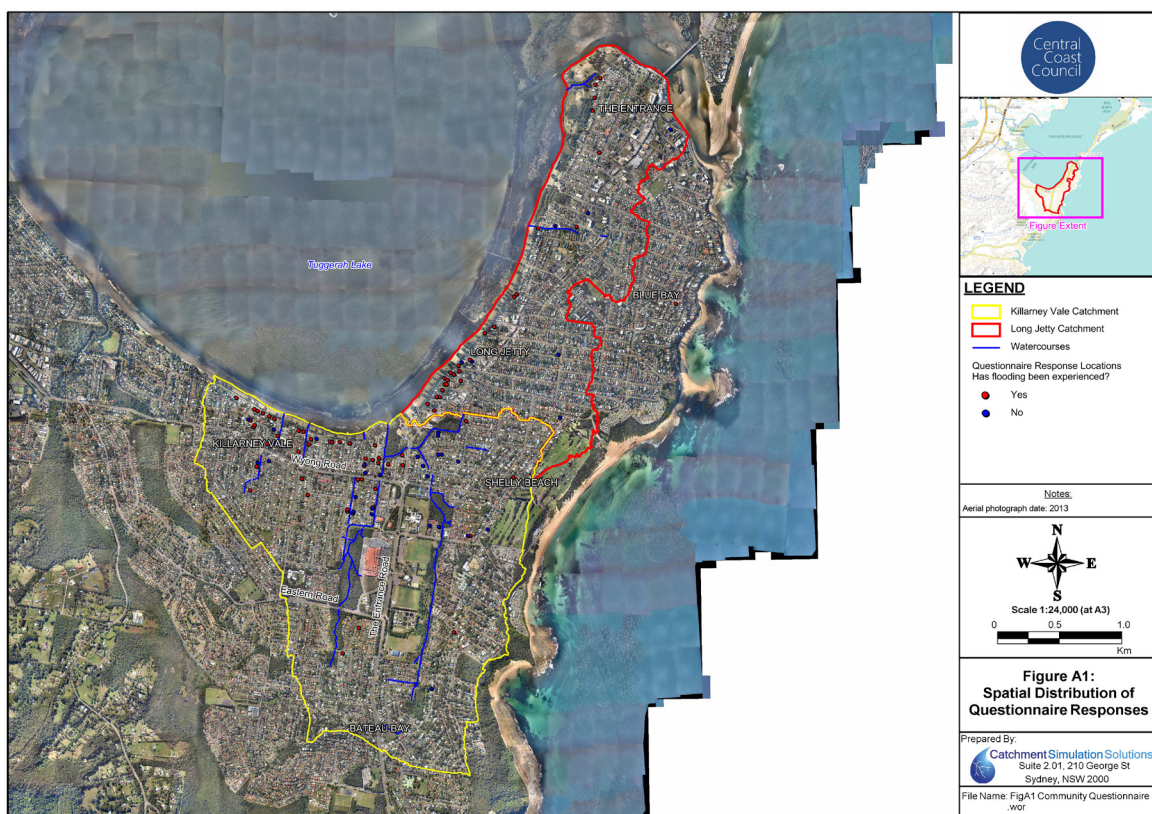 THE ENTRANCE
Tuggerah Lake
BLUE BAY
LONG JETTY
KILLARNEY VALE
Wyong Road
SHELLY BEACH
Eastern Road
The Entrance Road
BATEAU BAY
Central
Coast
Council
Figure Extent
LEGEND
Killarney Vale Catchment
Long Jetty Catchment
Watercourses
Questionnaire Response Locations
Has flooding been experienced?
Yes
No
Notes:
Aerial photograph date: 2013
N
W E
S
Scale 1:24,000 (at A3)
0 0.5 1.0
Km
Figure A1:
Spatial Distribution of
Questionnaire Responses
Prepared By:
Catchment Simulation Solutions
Suite 2.01, 210 George St
Sydney, NSW 2000
File Name: FigA1 Community Questionnaire
.wor